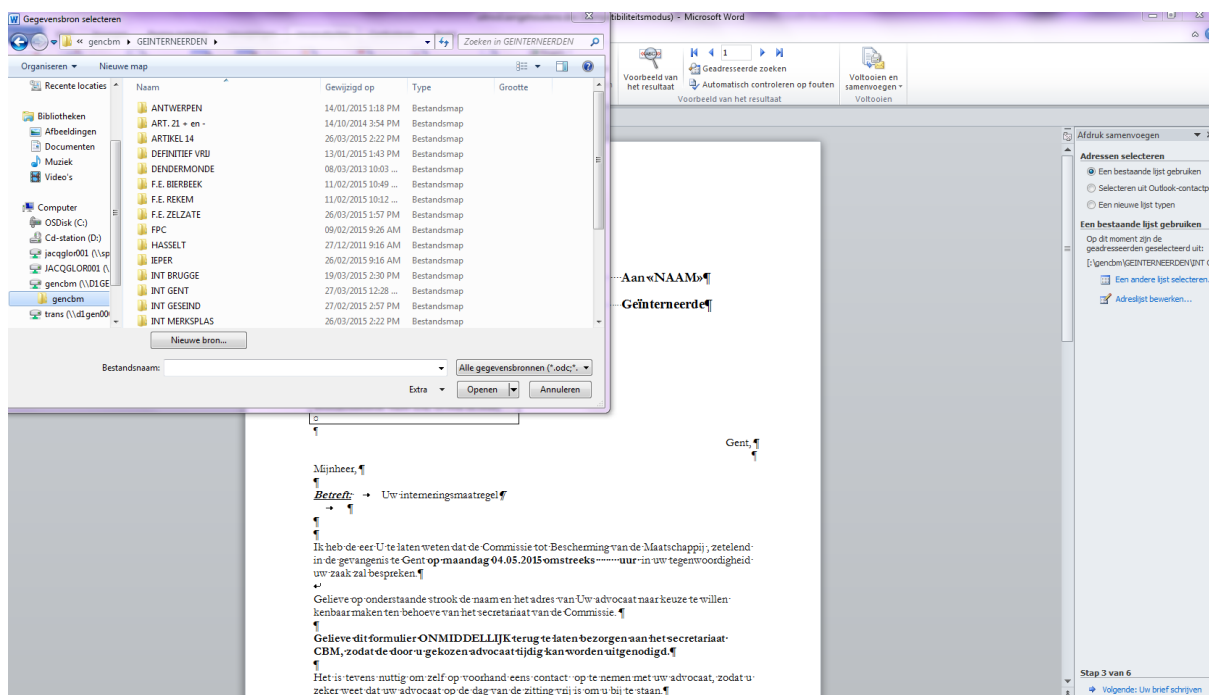 Gegevensbron selecteren
tibiliteitsmodus) - Microsoft Word
« gencbm ▸ GEINTERNEERDEN ▸
Zoeken in GEINTERNEERDEN
Organiseren ▾ Nieuwe map
Recente locaties
Bibliotheken
Afbeeldingen
Documenten
Muziek
Video's
Computer
OSDisk (C:)
Cd-station (D:)
jacqglor001 (\\sp
JACQGLOR001 (\
gencbm (\\D1GE
gencbm
trans (\\d1gen00
Naam Gewijzigd op Type Grootte
ANTWERPEN 14/01/2015 1:18 PM Bestandsmap
ART. 21 + en - 14/10/2014 3:54 PM Bestandsmap
ARTIKEL 14 26/03/2015 2:22 PM Bestandsmap
DEFINITIEF VRIJ 13/01/2015 1:43 PM Bestandsmap
DENDERMONDE 08/03/2013 10:03 ... Bestandsmap
F.E. BIERBEEK 11/02/2015 10:49 ... Bestandsmap
F.E. REKEM 11/02/2015 10:12 ... Bestandsmap
F.E. ZELZATE 26/03/2015 1:57 PM Bestandsmap
FPC 09/02/2015 9:26 AM Bestandsmap
HASSELT 27/12/2011 9:16 AM Bestandsmap
IEPER 26/02/2015 9:16 AM Bestandsmap
INT BRUGGE 19/03/2015 2:30 PM Bestandsmap
INT GENT 27/03/2015 12:28 ... Bestandsmap
INT GESEIND 27/02/2015 2:57 PM Bestandsmap
INT MERKSPLAS 26/03/2015 2:22 PM Bestandsmap
Nieuwe bron...
Bestandsnaam:
Alle gegevensbronnen (*.odc;*.
Extra ▾ Openen Annuleren
Voorbeeld van
het resultaat
1
Geadresseerde zoeken
Automatisch controleren op fouten
Voorbeeld van het resultaat
Voltooien en
samenvoegen
Voltooien
Aan «NAAM»¶
Geïnterneerde¶
Gent, ¶
¶
Mijnheer, ¶
¶
Betreft: → Uw interneringsmaatregel¶
→ ¶
¶
¶
Ik heb de eer U te laten weten dat de Commissie tot Bescherming van de Maatschappij, zetelend
in de gevangenis te Gent op maandag 04.05.2015 omstreeks ········ uur in uw tegenwoordigheid
uw zaak zal bespreken.¶
Gelieve op onderstaande strook de naam en het adres van Uw advocaat naar keuze te willen
kenbaar maken ten behoeve van het secretariaat van de Commissie. ¶
¶
Gelieve dit formulier ONMIDDELLIJK terug te laten bezorgen aan het secretariaat
CBM, zodat de door u gekozen advocaat tijdig kan worden uitgenodigd.¶
¶
Het is tevens nuttig om zelf op voorhand eens contact op te nemen met uw advocaat, zodat u
zeker weet dat uw advocaat op de dag van de zitting vrij is om u bij te staan.¶
Afdruk samenvoegen
Adressen selecteren
Een bestaande lijst gebruiken
Selecteren uit Outlook-contactp
Een nieuwe lijst typen
Een bestaande lijst gebruiken
Op dit moment zijn de
geadresseerden geselecteerd uit:
[:\gencbm\GEINTERNEERDEN\INT G
Een andere lijst selecteren.
Adreslijst bewerken...
Stap 3 van 6
Volgende: Uw brief schrijven